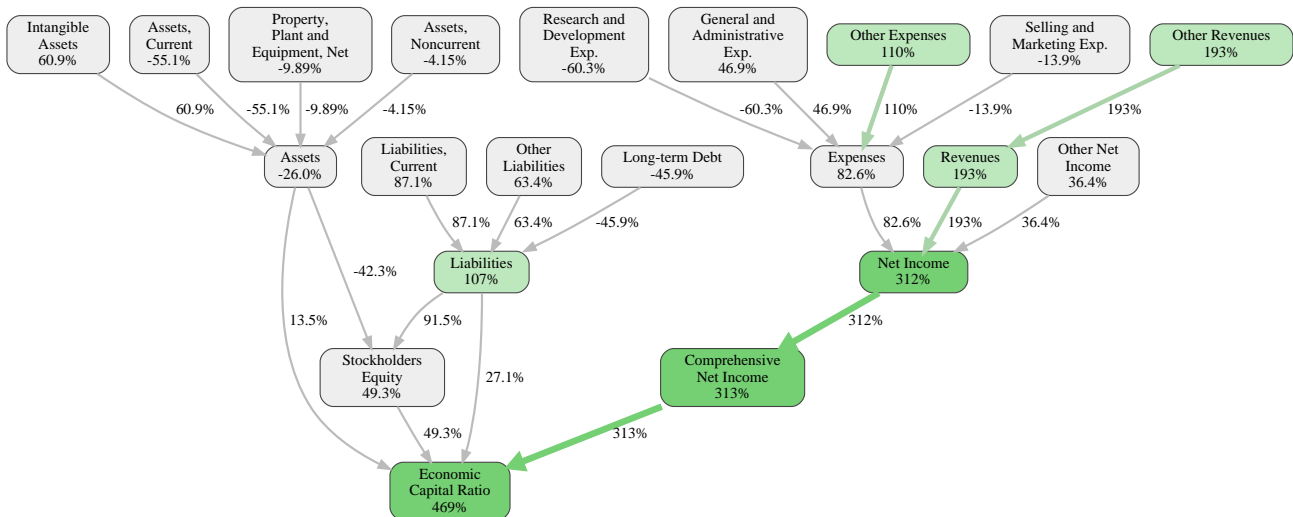 Intangible
Assets
60.9%
Assets,
Current
-55.1%
Property,
Plant and
Equipment, Net
-9.89%
Assets,
Noncurrent
-4.15%
Research and
Development
Exp.
-60.3%
General and
Administrative
Exp.
46.9%
Other Expenses
110%
Selling and
Marketing Exp.
-13.9%
Other Revenues
193%
60.9%
-55.1%
-9.89%
-4.15%
-60.3%
46.9%
110%
-13.9%
193%
Assets
-26.0%
Liabilities,
Current
87.1%
Other
Liabilities
63.4%
Long-term Debt
-45.9%
Expenses
82.6%
Revenues
193%
Other Net
Income
36.4%
87.1%
63.4%
-45.9%
82.6%
193%
36.4%
-42.3%
Liabilities
107%
Net Income
312%
13.5%
91.5%
312%
Stockholders
Equity
49.3%
27.1%
Comprehensive
Net Income
313%
49.3%
313%
Economic
Capital Ratio
469%